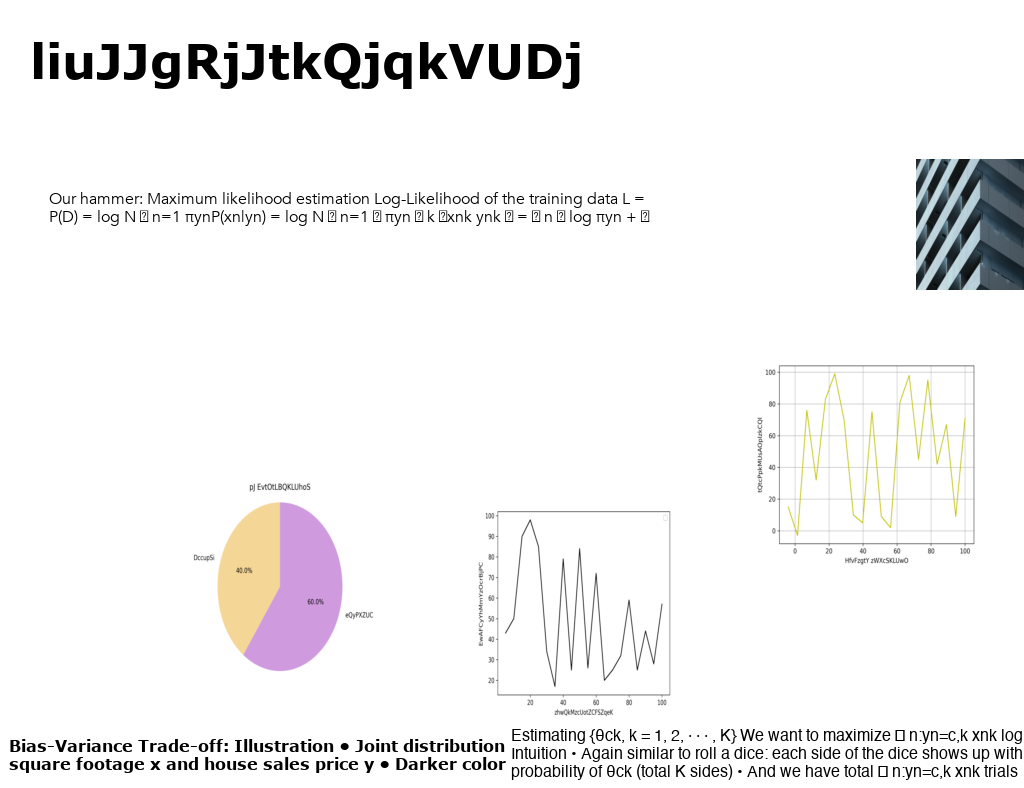 liuJJgRjJtkQjqkVUDj
Our hammer: Maximum likelihood estimation Log-Likelihood of the training data L =
P(D) = log N � n=1 πynP(xn|yn) = log N � n=1 � πyn � k �xnk ynk � = � n � log πyn + �
pJ EvtOtLBQKLUhoS
DccupSi
40.0%
60.0%
eQyPXZUC
100
90
80
70
60
50
40
30
20
EwAFCyYhMmYzOcrBjPC
20 40 60 80 100
zhwQkMzcUotZCFSZqeK
100
80
60
40
20
0
tQtcPpkMUsAOplzkCQl
0 20 40 60 80 100
HfvFzgtY zWXcSKLUwO
Bias-Variance Trade-off: Illustration • Joint distribution
square footage x and house sales price y • Darker color
Estimating {θck, k = 1, 2, · · · , K} We want to maximize � n:yn=c,k xnk log
Intuition • Again similar to roll a dice: each side of the dice shows up with
probability of θck (total K sides) • And we have total � n:yn=c,k xnk trials